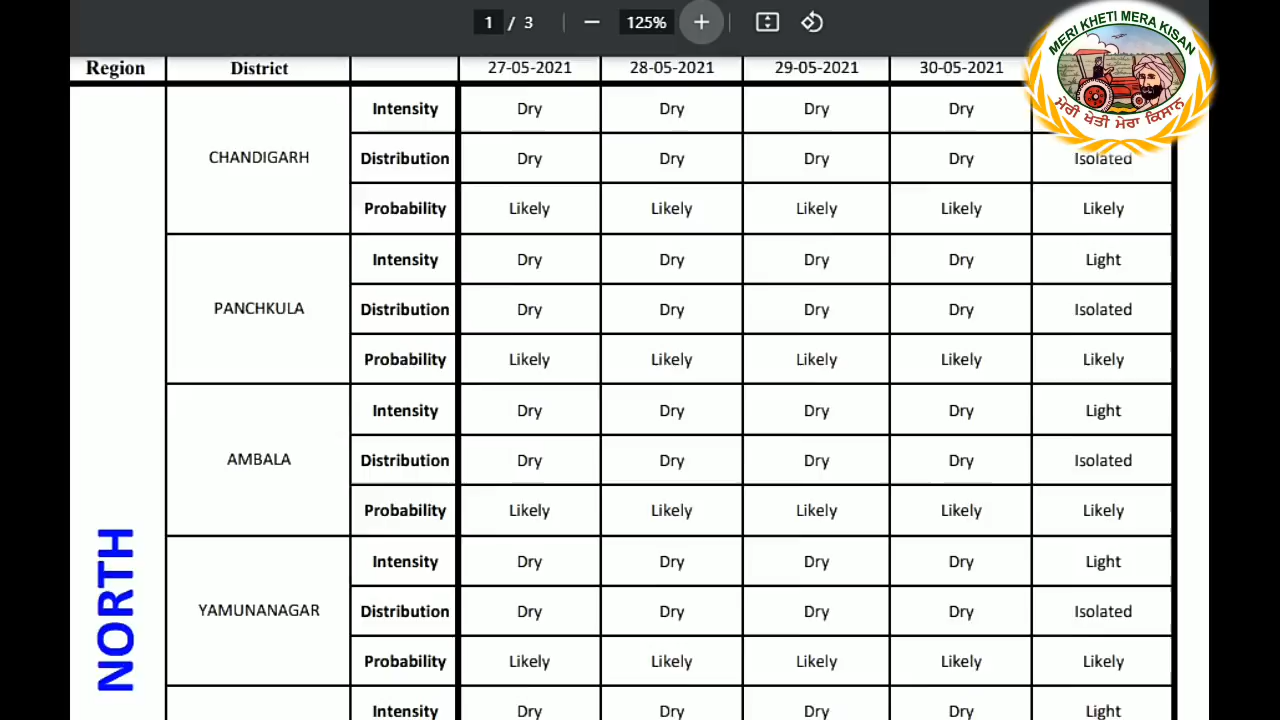 1 / 3 125%
MERI KHETI MERA KISAN
ਮੇਰੀ ਖੇਤੀ ਮੇਰਾ ਕਿਸਾਨ
Region District 27-05-2021 28-05-2021 29-05-2021 30-05-2021
NORTH
CHANDIGARH
Intensity Dry Dry Dry Dry
Distribution Dry Dry Dry Dry Isolated
Probability Likely Likely Likely Likely Likely
PANCHKULA
Intensity Dry Dry Dry Dry Light
Distribution Dry Dry Dry Dry Isolated
Probability Likely Likely Likely Likely Likely
AMBALA
Intensity Dry Dry Dry Dry Light
Distribution Dry Dry Dry Dry Isolated
Probability Likely Likely Likely Likely Likely
YAMUNANAGAR
Intensity Dry Dry Dry Dry Light
Distribution Dry Dry Dry Dry Isolated
Probability Likely Likely Likely Likely Likely
Intensity Dry Dry Dry Dry Light